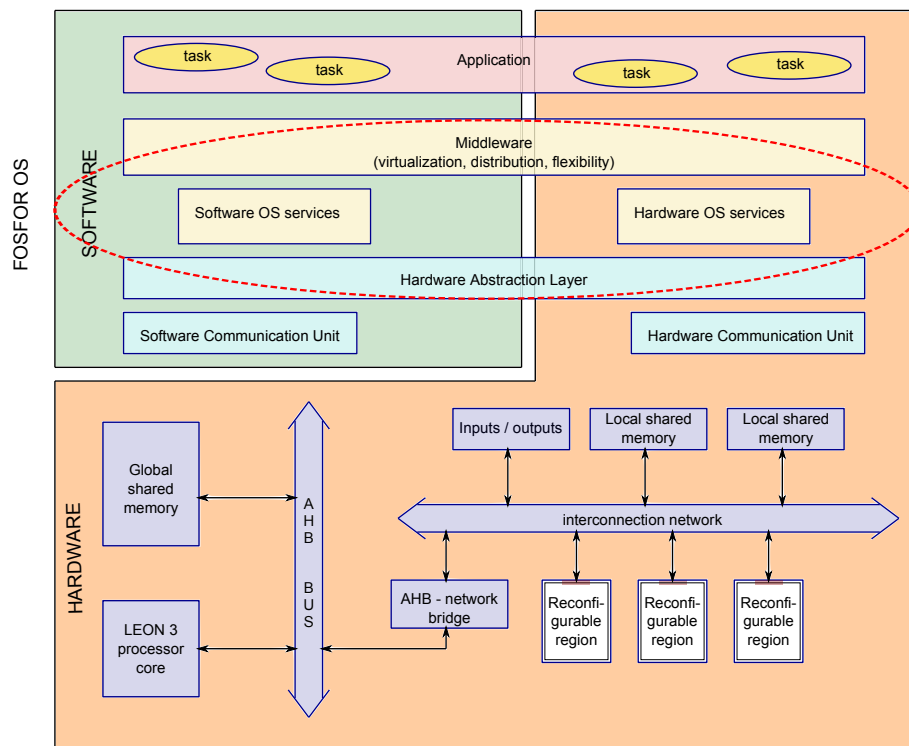 task
task
Application
task
task
Middleware
(virtualization, distribution, flexibility)
FOSFOR OS
SOFTWARE
Software OS services
Hardware OS services
Hardware Abstraction Layer
Software Communication Unit
Hardware Communication Unit
HARDWARE
Global
shared
memory
LEON 3
processor
core
AHB BUS
Inputs / outputs
Local shared
memory
Local shared
memory
interconnection network
AHB - network
bridge
Reconfi-
gurable
region
Reconfi-
gurable
region
Reconfi-
gurable
region